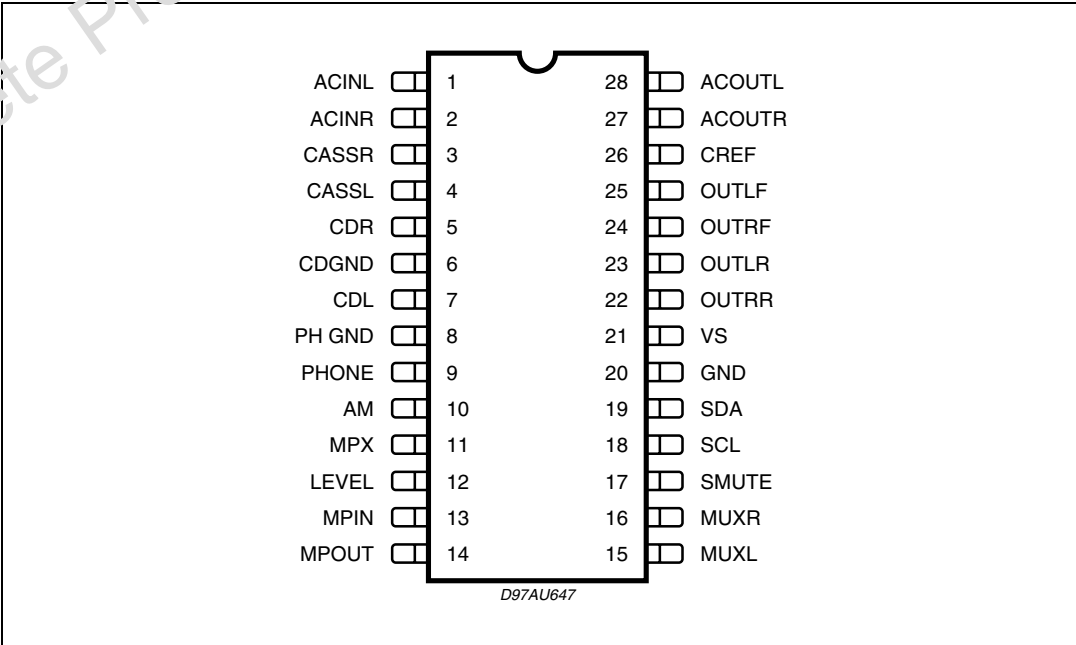 ete Pr
ACINL 1 28 ACOUTL
ACINR 2 27 ACOUTR
CASSR 3 26 CREF
CASSL 4 25 OUTLF
CDR 5 24 OUTRF
CDGND 6 23 OUTLR
CDL 7 22 OUTRR
PH GND 8 21 VS
PHONE 9 20 GND
AM 10 19 SDA
MPX 11 18 SCL
LEVEL 12 17 SMUTE
MPIN 13 16 MUXR
MPOUT 14 15 MUXL
D97AU647